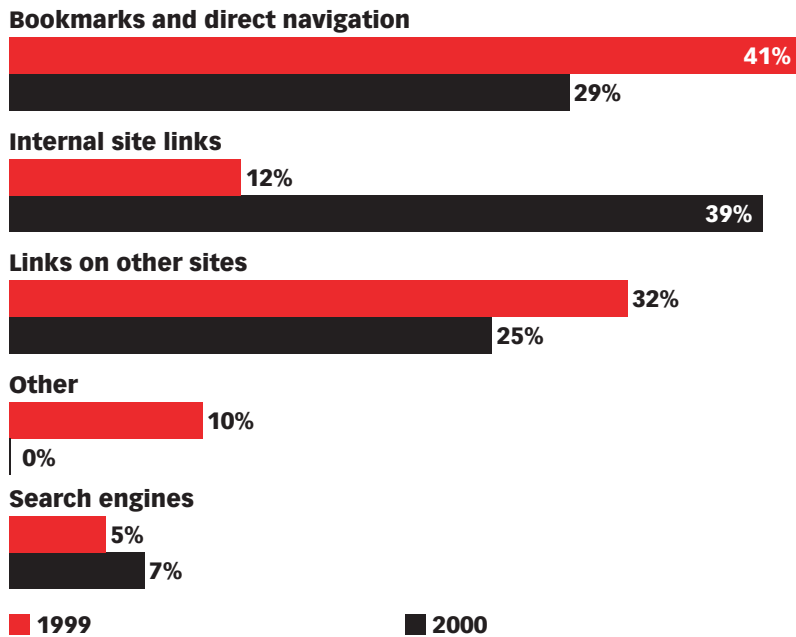 Bookmarks and direct navigation
41%
29%
Internal site links
12%
39%
Links on other sites
32%
25%
Other
10%
0%
Search engines
5%
7%
1999 2000